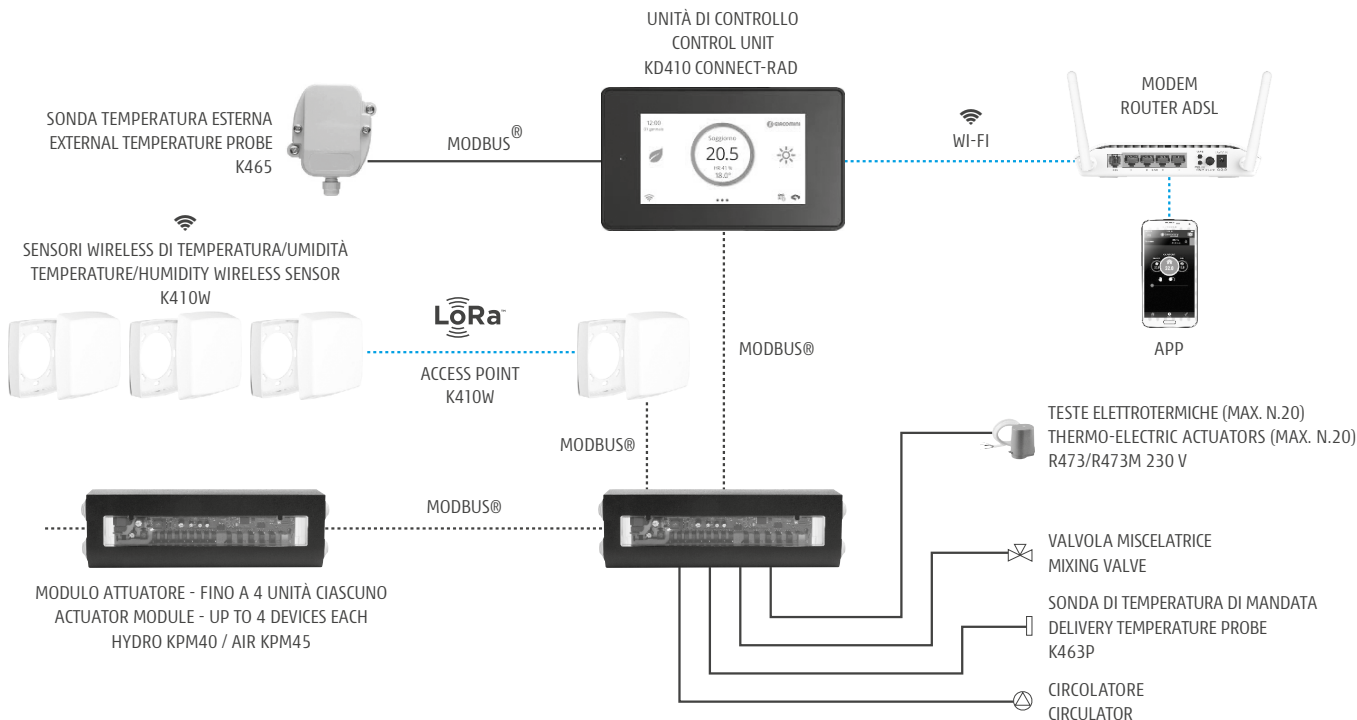 UNITÀ DI CONTROLLO
CONTROL UNIT
KD410 CONNECT-RAD
SONDA TEMPERATURA ESTERNA
EXTERNAL TEMPERATURE PROBE
K465
MODBUS®
12:00
GIACOMINI
Soggiorno
20.5
18.0°
WI-FI
MODEM
ROUTER ADSL
APP
SENSORI WIRELESS DI TEMPERATURA/UMIDITÀ
TEMPERATURE/HUMIDITY WIRELESS SENSOR
K410W
LoRa™
ACCESS POINT
K410W
MODBUS®
MODBUS®
MODBUS®
MODULO ATTUATORE - FINO A 4 UNITÀ CIASCUNO
ACTUATOR MODULE - UP TO 4 DEVICES EACH
HYDRO KPM40 / AIR KPM45
TESTE ELETTROTERMICHE (MAX. N.20)
THERMO-ELECTRIC ACTUATORS (MAX. N.20)
R473/R473M 230 V
VALVOLA MISCELATRICE
MIXING VALVE
SONDA DI TEMPERATURA DI MANDATA
DELIVERY TEMPERATURE PROBE
K463P
CIRCOLATORE
CIRCULATOR